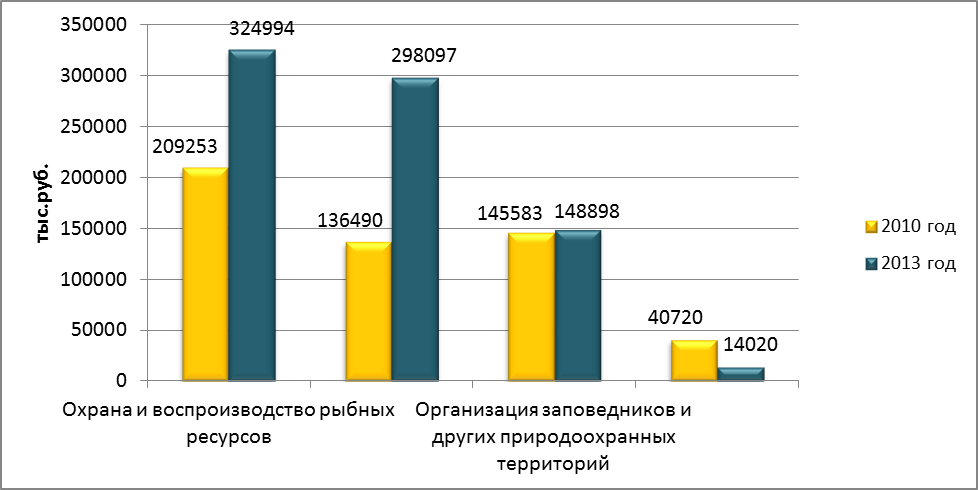 350000
300000
250000
200000
150000
100000
50000
0
тыс.руб.
324994
298097
209253
136490
145583 148898
40720
14020
Охрана и воспроизводство рыбных
ресурсов
Организация заповедников и
других природоохранных
территорий
2010 год
2013 год